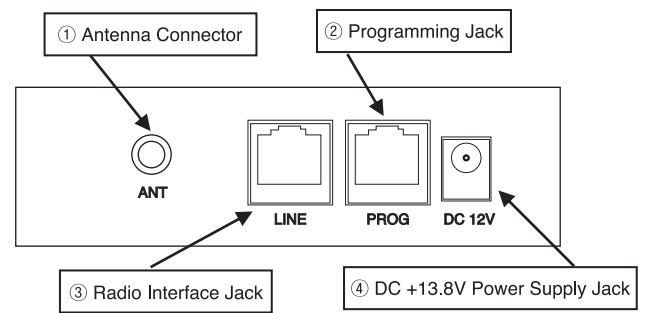 ① Antenna Connector
② Programming Jack
ANT
LINE
PROG
DC 12V
③ Radio Interface Jack
④ DC +13.8V Power Supply Jack